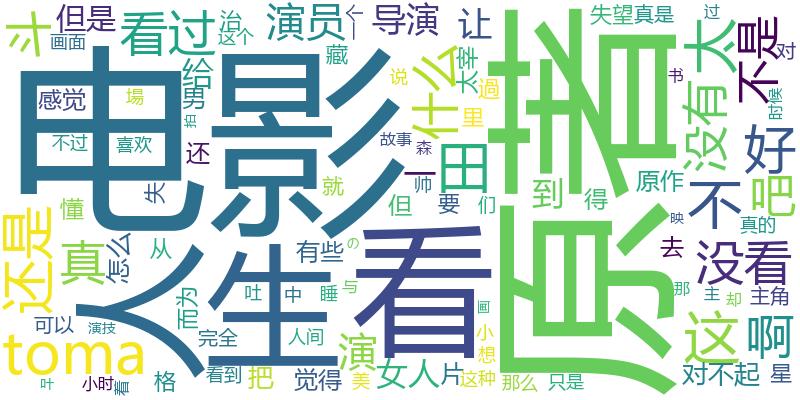 但是
斗
画面
看过
治
这个
演员
个
一
导演
让
失望
真是
过
太
不是
对
给
藏
太宰
什么
过
电影
原著
感觉
場
男
说
里
书
没有
时候
不过
喜欢
拍
还
故事
森
一
田
好
失
就
帅
但
要
们
到
得
原作
不
吧
懂
映
还是
真
怎么
从
有些
の
看
去
没看
真的
那
人生
而为
吐
中
睡
与
画
主
却
主角
可以
演技
完全
人间
小
想
这
啊
toma
演
看到
把
觉得
美
女人
片
这种
那么
只是
对不起
星
叶
小时
着
格